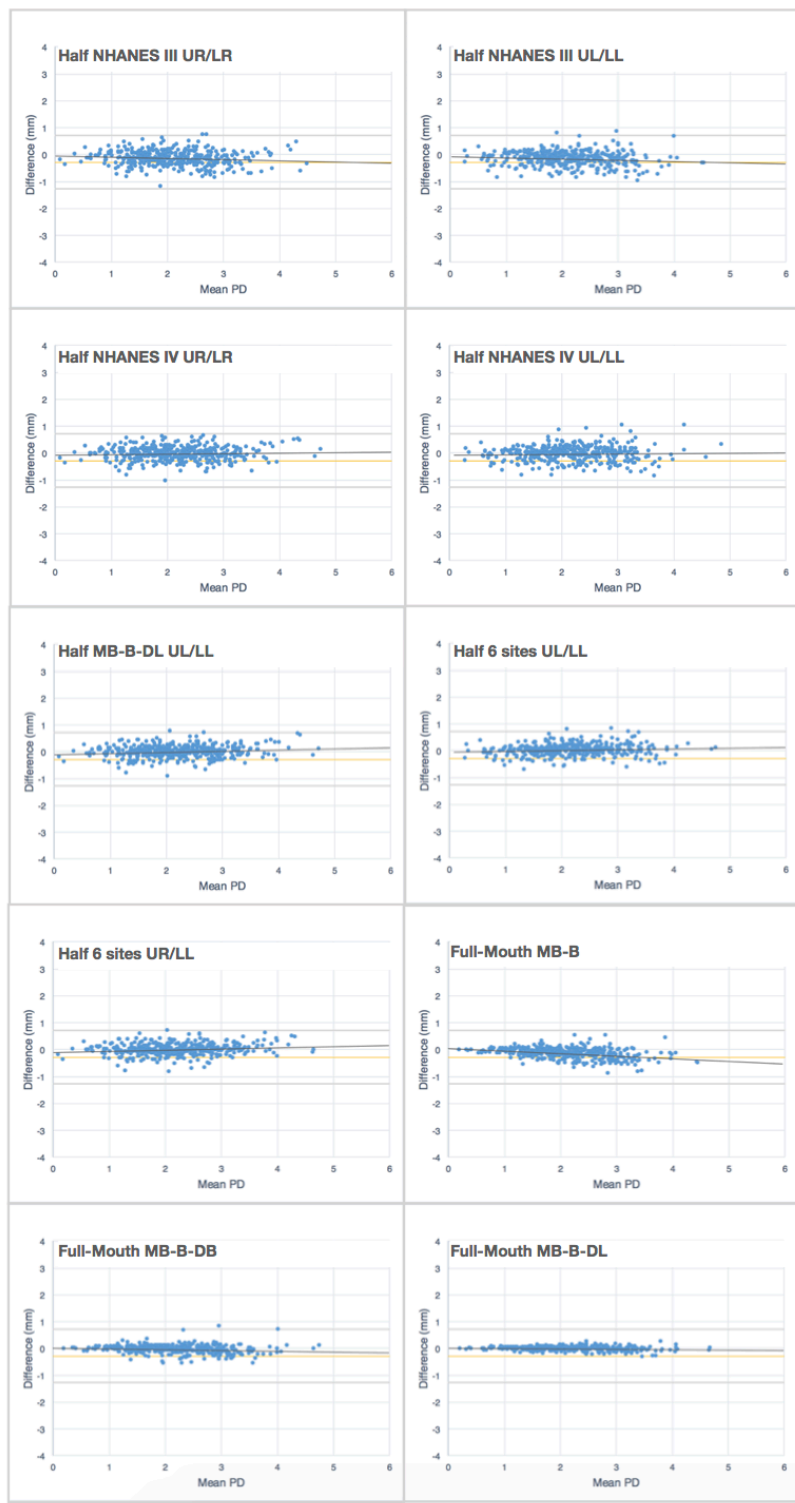 Half NHANES III UR/LR
4
3
2
1
0
-1
-2
-3
-4
Difference (mm)
0 1 2 3 4 5 6
Mean PD
Half NHANES III UL/LL
4
3
2
1
0
-1
-2
-3
-4
Difference (mm)
0 1 2 3 4 5 6
Mean PD
Half NHANES IV UR/LR
4
3
2
1
0
-1
-2
-3
-4
Difference (mm)
0 1 2 3 4 5 6
Mean PD
Half NHANES IV UL/LL
4
3
2
1
0
-1
-2
-3
-4
Difference (mm)
0 1 2 3 4 5 6
Mean PD
Half MB-B-DL UL/LL
4
3
2
1
0
-1
-2
-3
-4
Difference (mm)
0 1 2 3 4 5 6
Mean PD
Half 6 sites UL/LL
4
3
2
1
0
-1
-2
-3
-4
Difference (mm)
0 1 2 3 4 5 6
Mean PD
Half 6 sites UR/LL
4
3
2
1
0
-1
-2
-3
-4
Difference (mm)
0 1 2 3 4 5 6
Mean PD
Full-Mouth MB-B
4
3
2
1
0
-1
-2
-3
-4
Difference (mm)
0 1 2 3 4 5 6
Mean PD
Full-Mouth MB-B-DB
4
3
2
1
0
-1
-2
-3
-4
Difference (mm)
0 1 2 3 4 5 6
Mean PD
Full-Mouth MB-B-DL
4
3
2
1
0
-1
-2
-3
-4
Difference (mm)
0 1 2 3 4 5 6
Mean PD